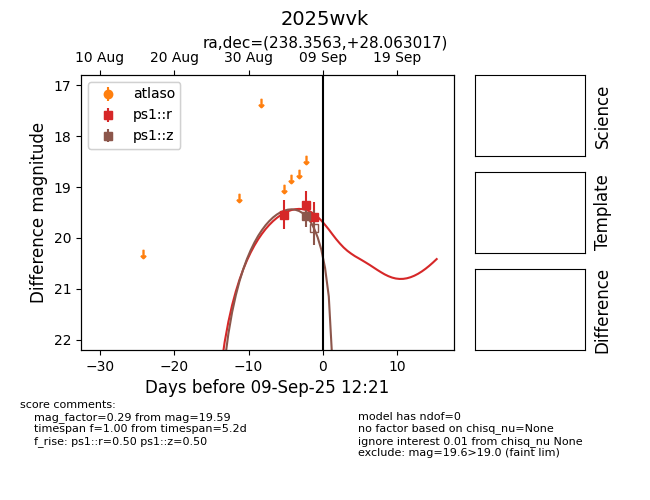 2025wvk
ra,dec=(238.3563,+28.063017)
10 Aug 20 Aug 30 Aug 09 Sep 19 Sep
atlaso
ps1::r
ps1::z
17
18
19
20
21
22
Difference magnitude
−30 −20 −10 0 10
Days before 09-Sep-25 12:21
Science
Template
Difference
score comments:
mag_factor=0.29 from mag=19.59
timespan f=1.00 from timespan=5.2d
f_rise: ps1::r=0.50 ps1::z=0.50
model has ndof=0
no factor based on chisq_nu=None
ignore interest 0.01 from chisq_nu None
exclude: mag=19.6>19.0 (faint lim)